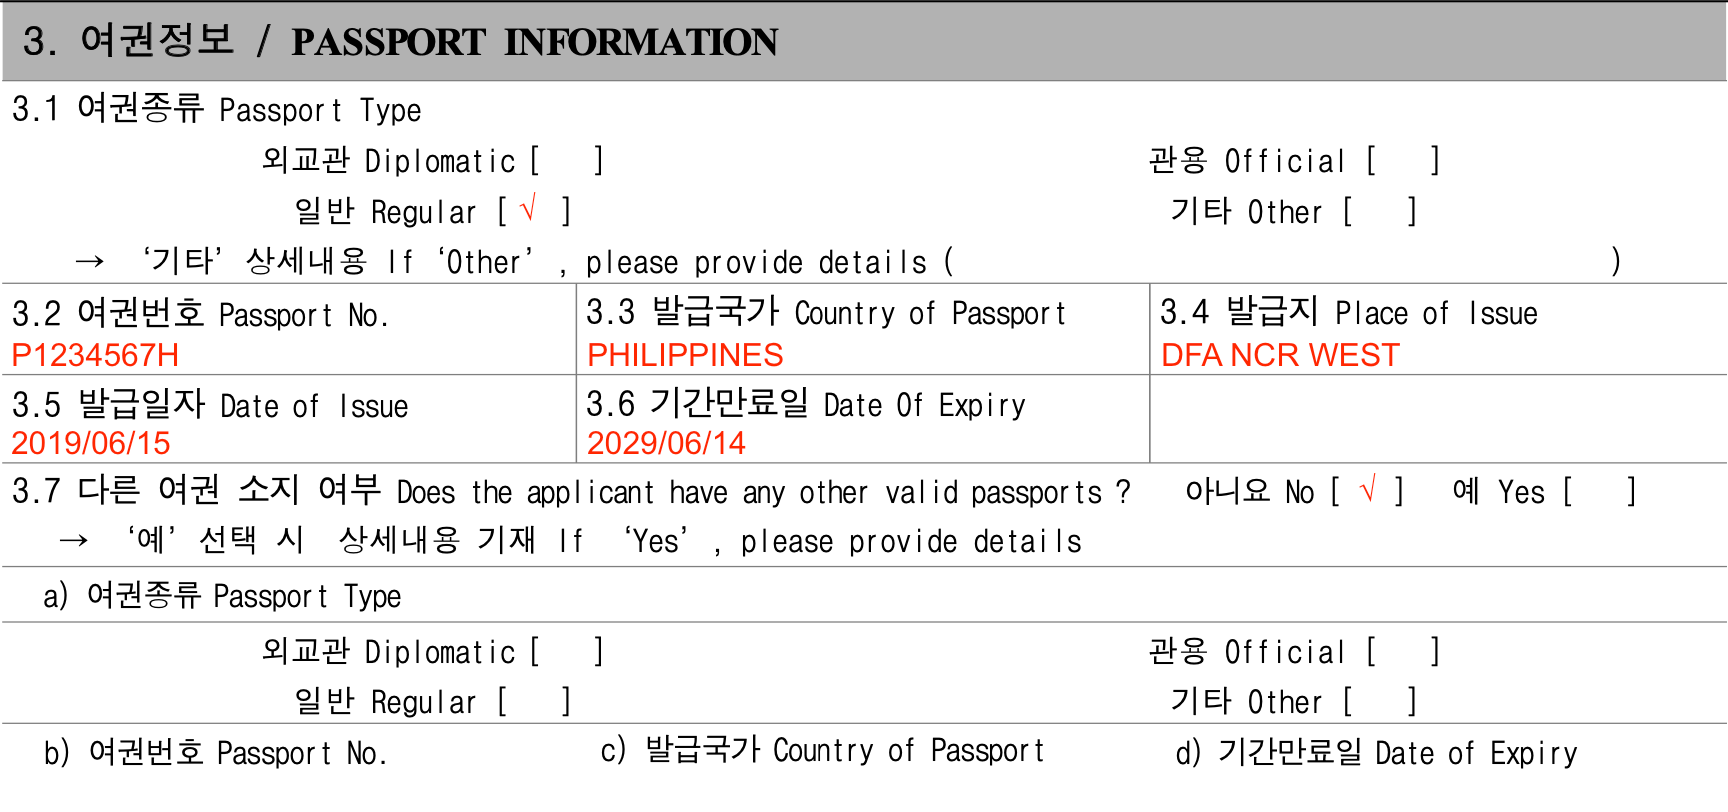 3. 여권정보 / PASSPORT INFORMATION
3.1 여권종류 Passport Type
외교관 Diplomatic [ ] 관용 Official [ ]
일반 Regular [ √ ] 기타 Other [ ]
→ ‘기타’ 상세내용 If ‘Other’, please provide details ( )
3.2 여권번호 Passport No. 3.3 발급국가 Country of Passport 3.4 발급지 Place of Issue
P1234567H PHILIPPINES DFA NCR WEST
3.5 발급일자 Date of Issue 3.6 기간만료일 Date Of Expiry
2019/06/15 2029/06/14
3.7 다른 여권 소지 여부 Does the applicant have any other valid passports ? 아니요 No [ √ ] 예 Yes [ ]
→ ‘예’ 선택 시 상세내용 기재 If ‘Yes’, please provide details
a) 여권종류 Passport Type
외교관 Diplomatic [ ] 관용 Official [ ]
일반 Regular [ ] 기타 Other [ ]
b) 여권번호 Passport No. c) 발급국가 Country of Passport d) 기간만료일 Date of Expiry